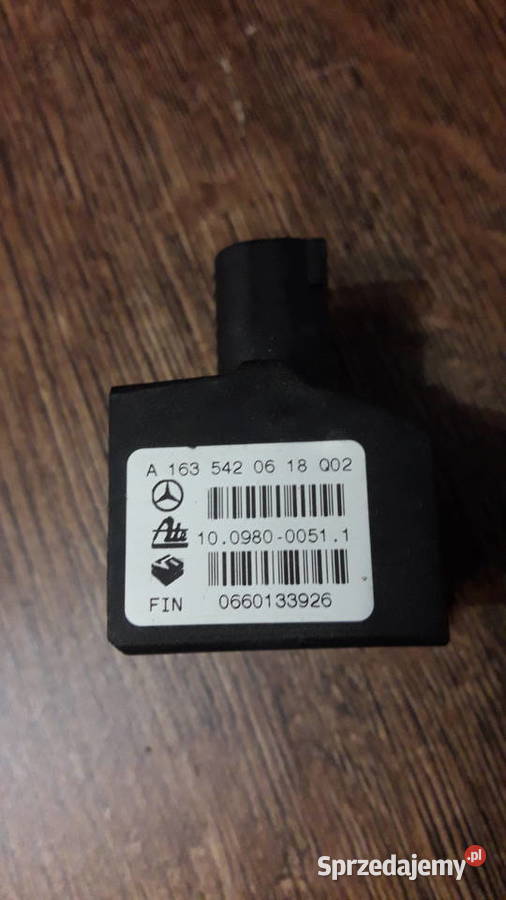 A 163 542 06 18 Q02
Ate 10.0980-0051.1
FIN 0660133926
Sprzedajemy.pl